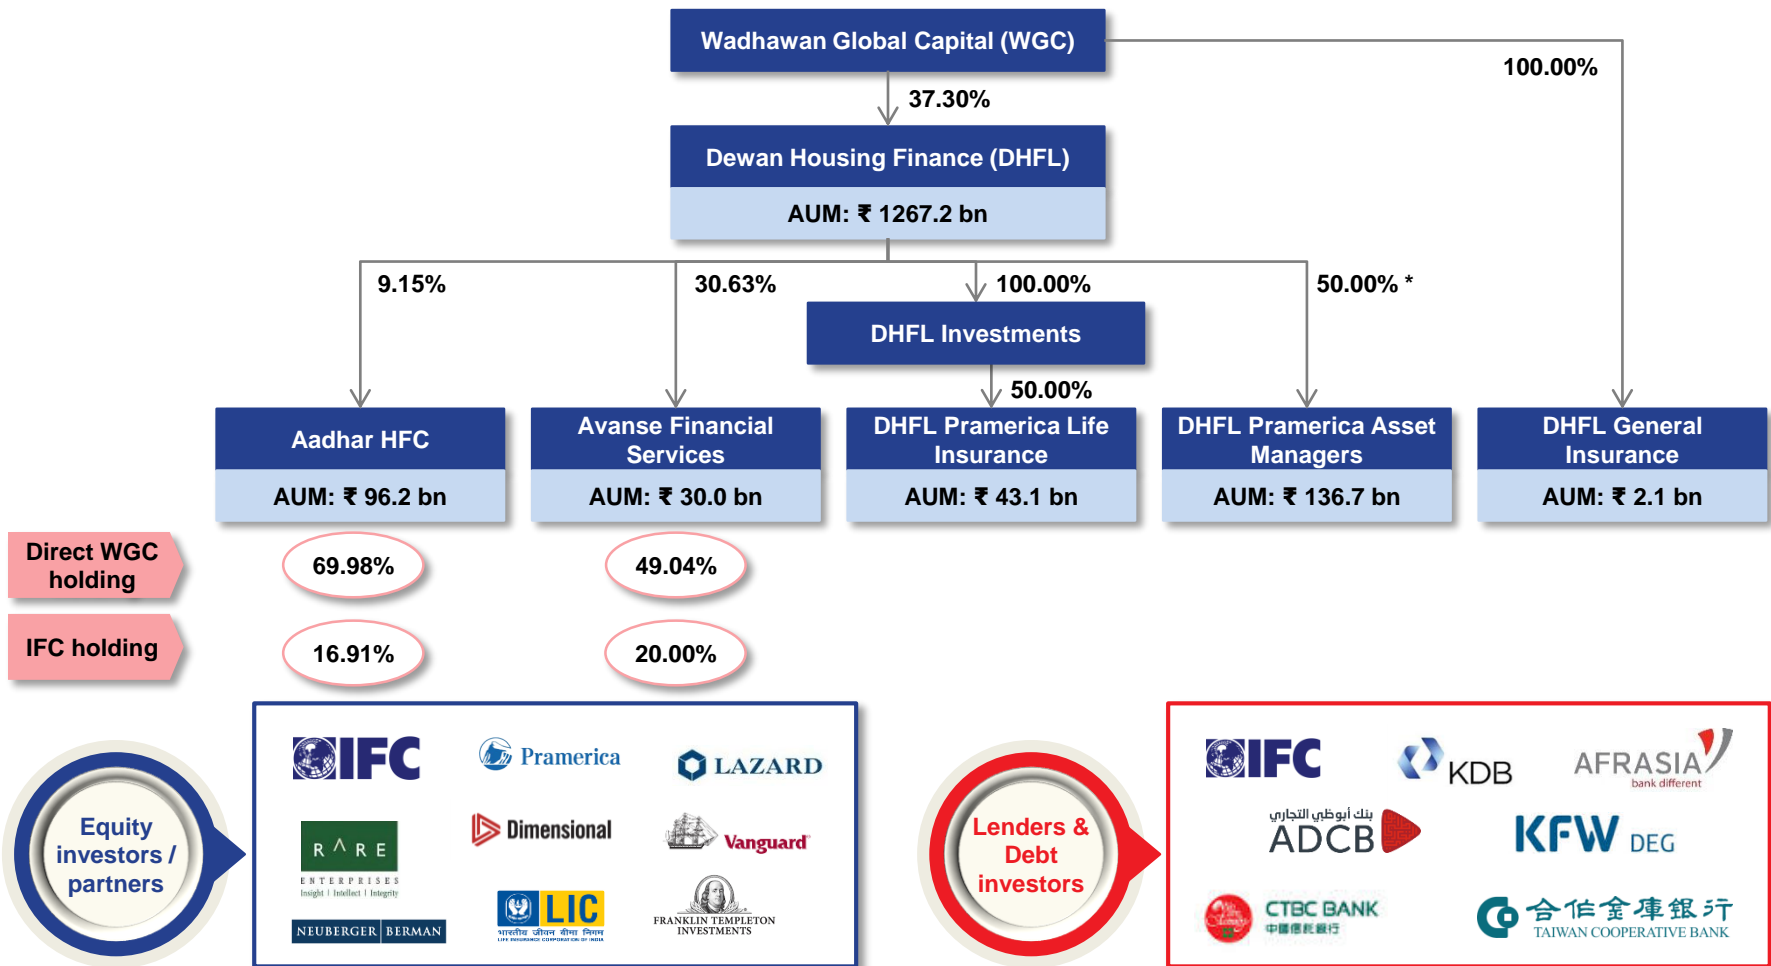 Wadhawan Global Capital (WGC)
100.00%
37.30%
Dewan Housing Finance (DHFL)
AUM: ₹ 1267.2 bn
9.15%
30.63%
100.00%
50.00% *
DHFL Investments
50.00%
Aadhar HFC
AUM: ₹ 96.2 bn
Avanse Financial
Services
AUM: ₹ 30.0 bn
DHFL Pramerica Life
Insurance
AUM: ₹ 43.1 bn
DHFL Pramerica Asset
Managers
AUM: ₹ 136.7 bn
DHFL General
Insurance
AUM: ₹ 2.1 bn
Direct WGC
holding
69.98%
49.04%
IFC holding
16.91%
20.00%
Equity
investors /
partners
IFC
Pramerica
LAZARD
RARE
ENTERPRISES
Insight | Intellect | Integrity
Dimensional
Vanguard
NEUBERGER | BERMAN
LIC
भारतीय जीवन बीमा निगम
LIFE INSURANCE CORPORATION OF INDIA
FRANKLIN TEMPLETON
INVESTMENTS
Lenders &
Debt
investors
IFC
KDB
AFRASIA
bank different
بنك أبوظبي التجاري
ADCB
KFW DEG
CTBC BANK
中國信託銀行
合作金庫銀行
TAIWAN COOPERATIVE BANK